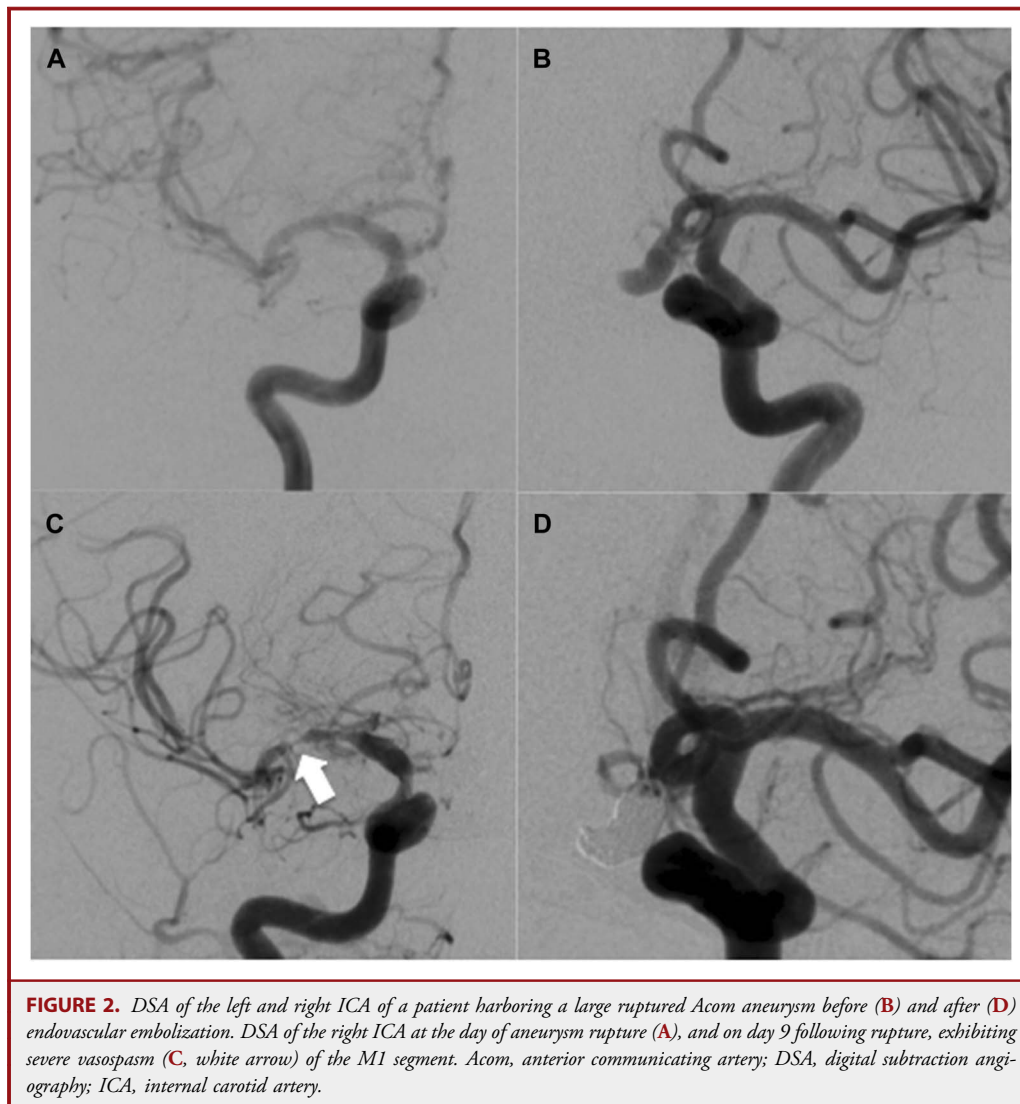 A
B
C
D
FIGURE 2. DSA of the left and right ICA of a patient harboring a large ruptured Acom aneurysm before (B) and after (D)
endovascular embolization. DSA of the right ICA at the day of aneurysm rupture (A), and on day 9 following rupture, exhibiting
severe vasospasm (C, white arrow) of the M1 segment. Acom, anterior communicating artery; DSA, digital subtraction angi-
ography; ICA, internal carotid artery.